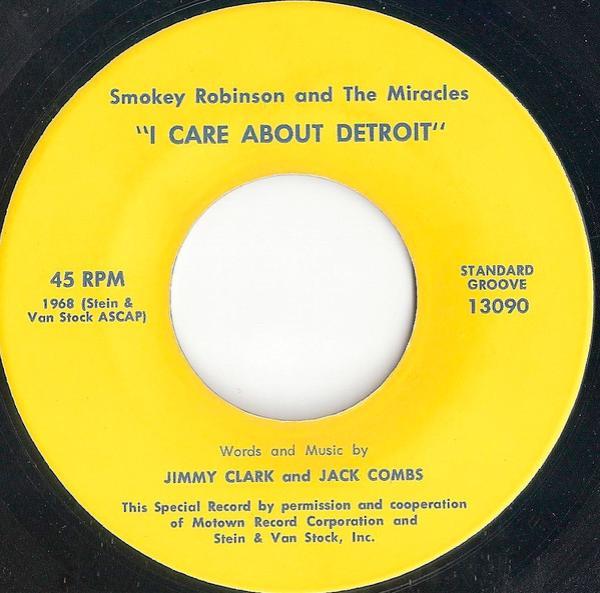 Smokey Robinson and The Miracles
"I CARE ABOUT DETROIT"
45 RPM
1968 (Stein &
Van Stock ASCAP)
STANDARD
GROOVE
13090
Words and Music by
JIMMY CLARK and JACK COMBS
This Special Record by permission and cooperation
of Motown Record Corporation and
Stein & Van Stock, Inc.